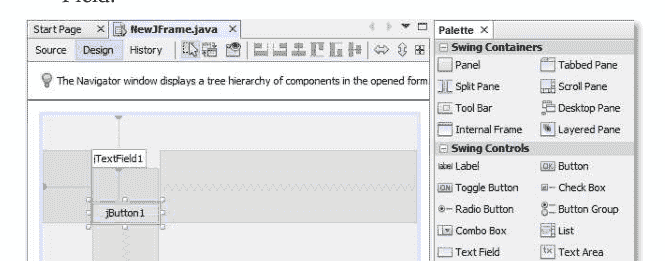 Field.
Start Page NewJFrame.java
Source Design History
The Navigator window displays a tree hierarchy of components in the opened form
jTextField1
jButton1
Palette
Swing Containers
Panel Tabbed Pane
Split Pane Scroll Pane
Tool Bar Desktop Pane
Internal Frame Layered Pane
Swing Controls
label Label OK Button
ON Toggle Button Check Box
Radio Button Button Group
Combo Box List
Text Field Text Area